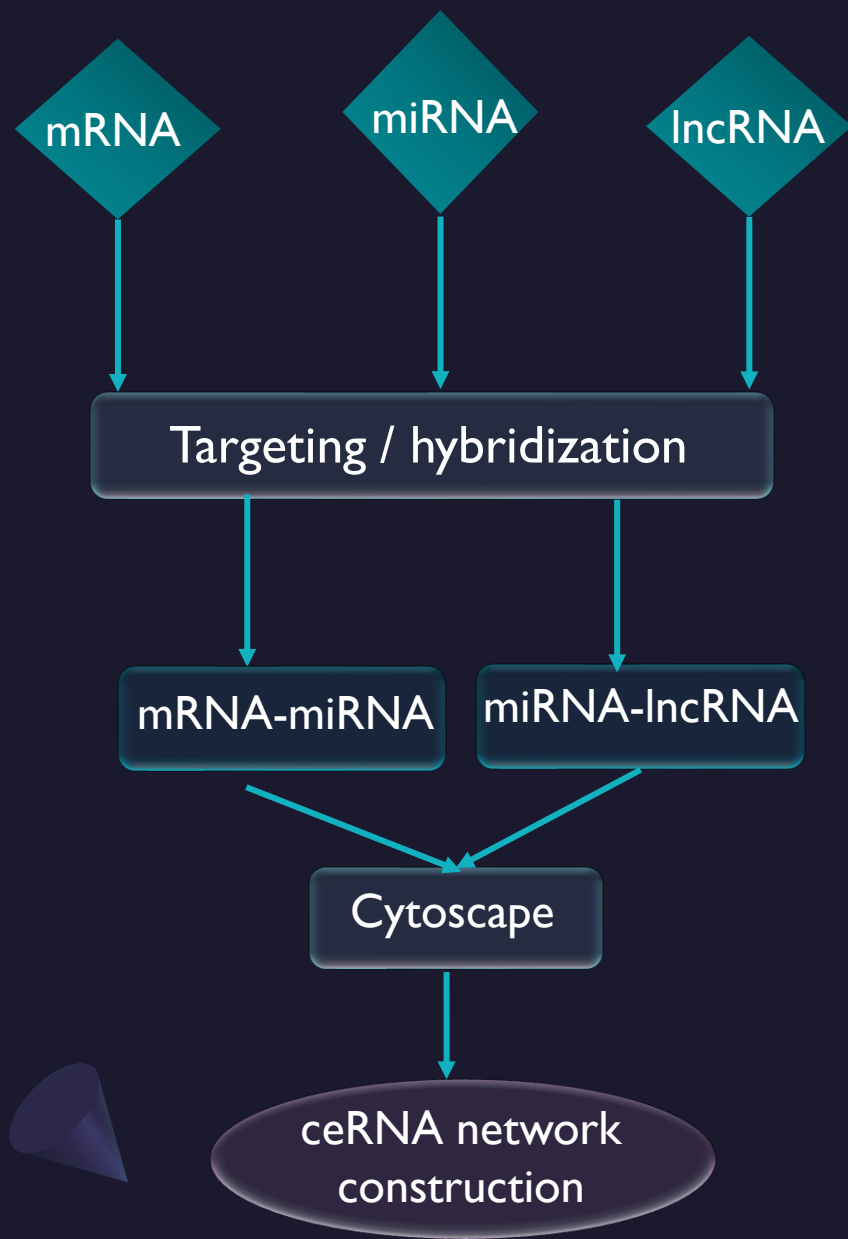 mRNA
miRNA
lncRNA
Targeting / hybridization
mRNA-miRNA
miRNA-lncRNA
Cytoscape
ceRNA network
construction